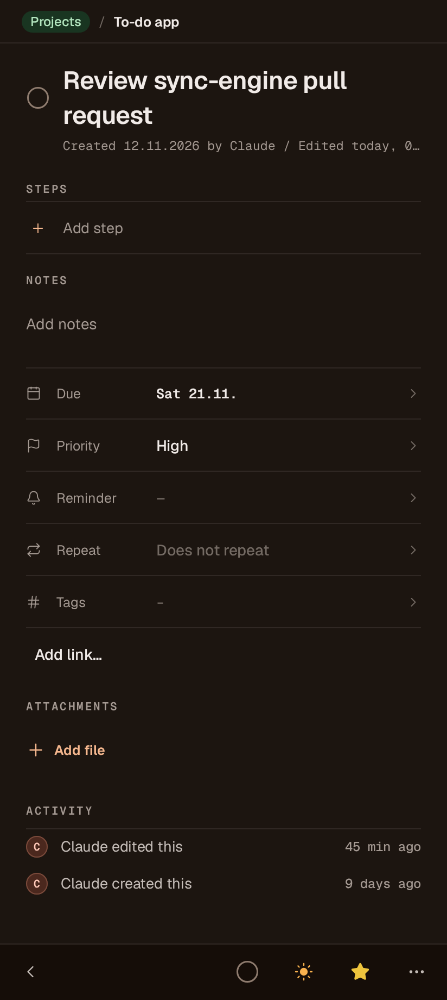 Projects / To-do app
Review sync-engine pull
request
Created 12.11.2026 by Claude / Edited today, 0…
STEPS
+ Add step
NOTES
Add notes
Due Sat 21.11.
Priority High
Reminder –
Repeat Does not repeat
# Tags –
Add link…
ATTACHMENTS
+ Add file
ACTIVITY
C Claude edited this 45 min ago
C Claude created this 9 days ago